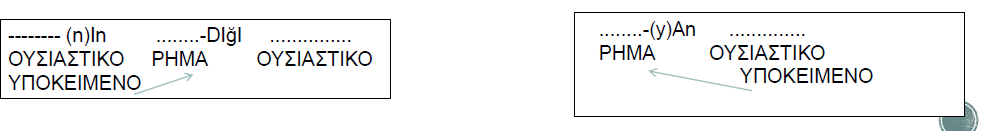 -------- (n)In ........-DIğI ...............
ΟΥΣΙΑΣΤΙΚΟ ΡΗΜΑ ΟΥΣΙΑΣΤΙΚΟ
ΥΠΟΚΕΙΜΕΝΟ
........-(y)An ..............
ΡΗΜΑ ΟΥΣΙΑΣΤΙΚΟ
ΥΠΟΚΕΙΜΕΝΟ